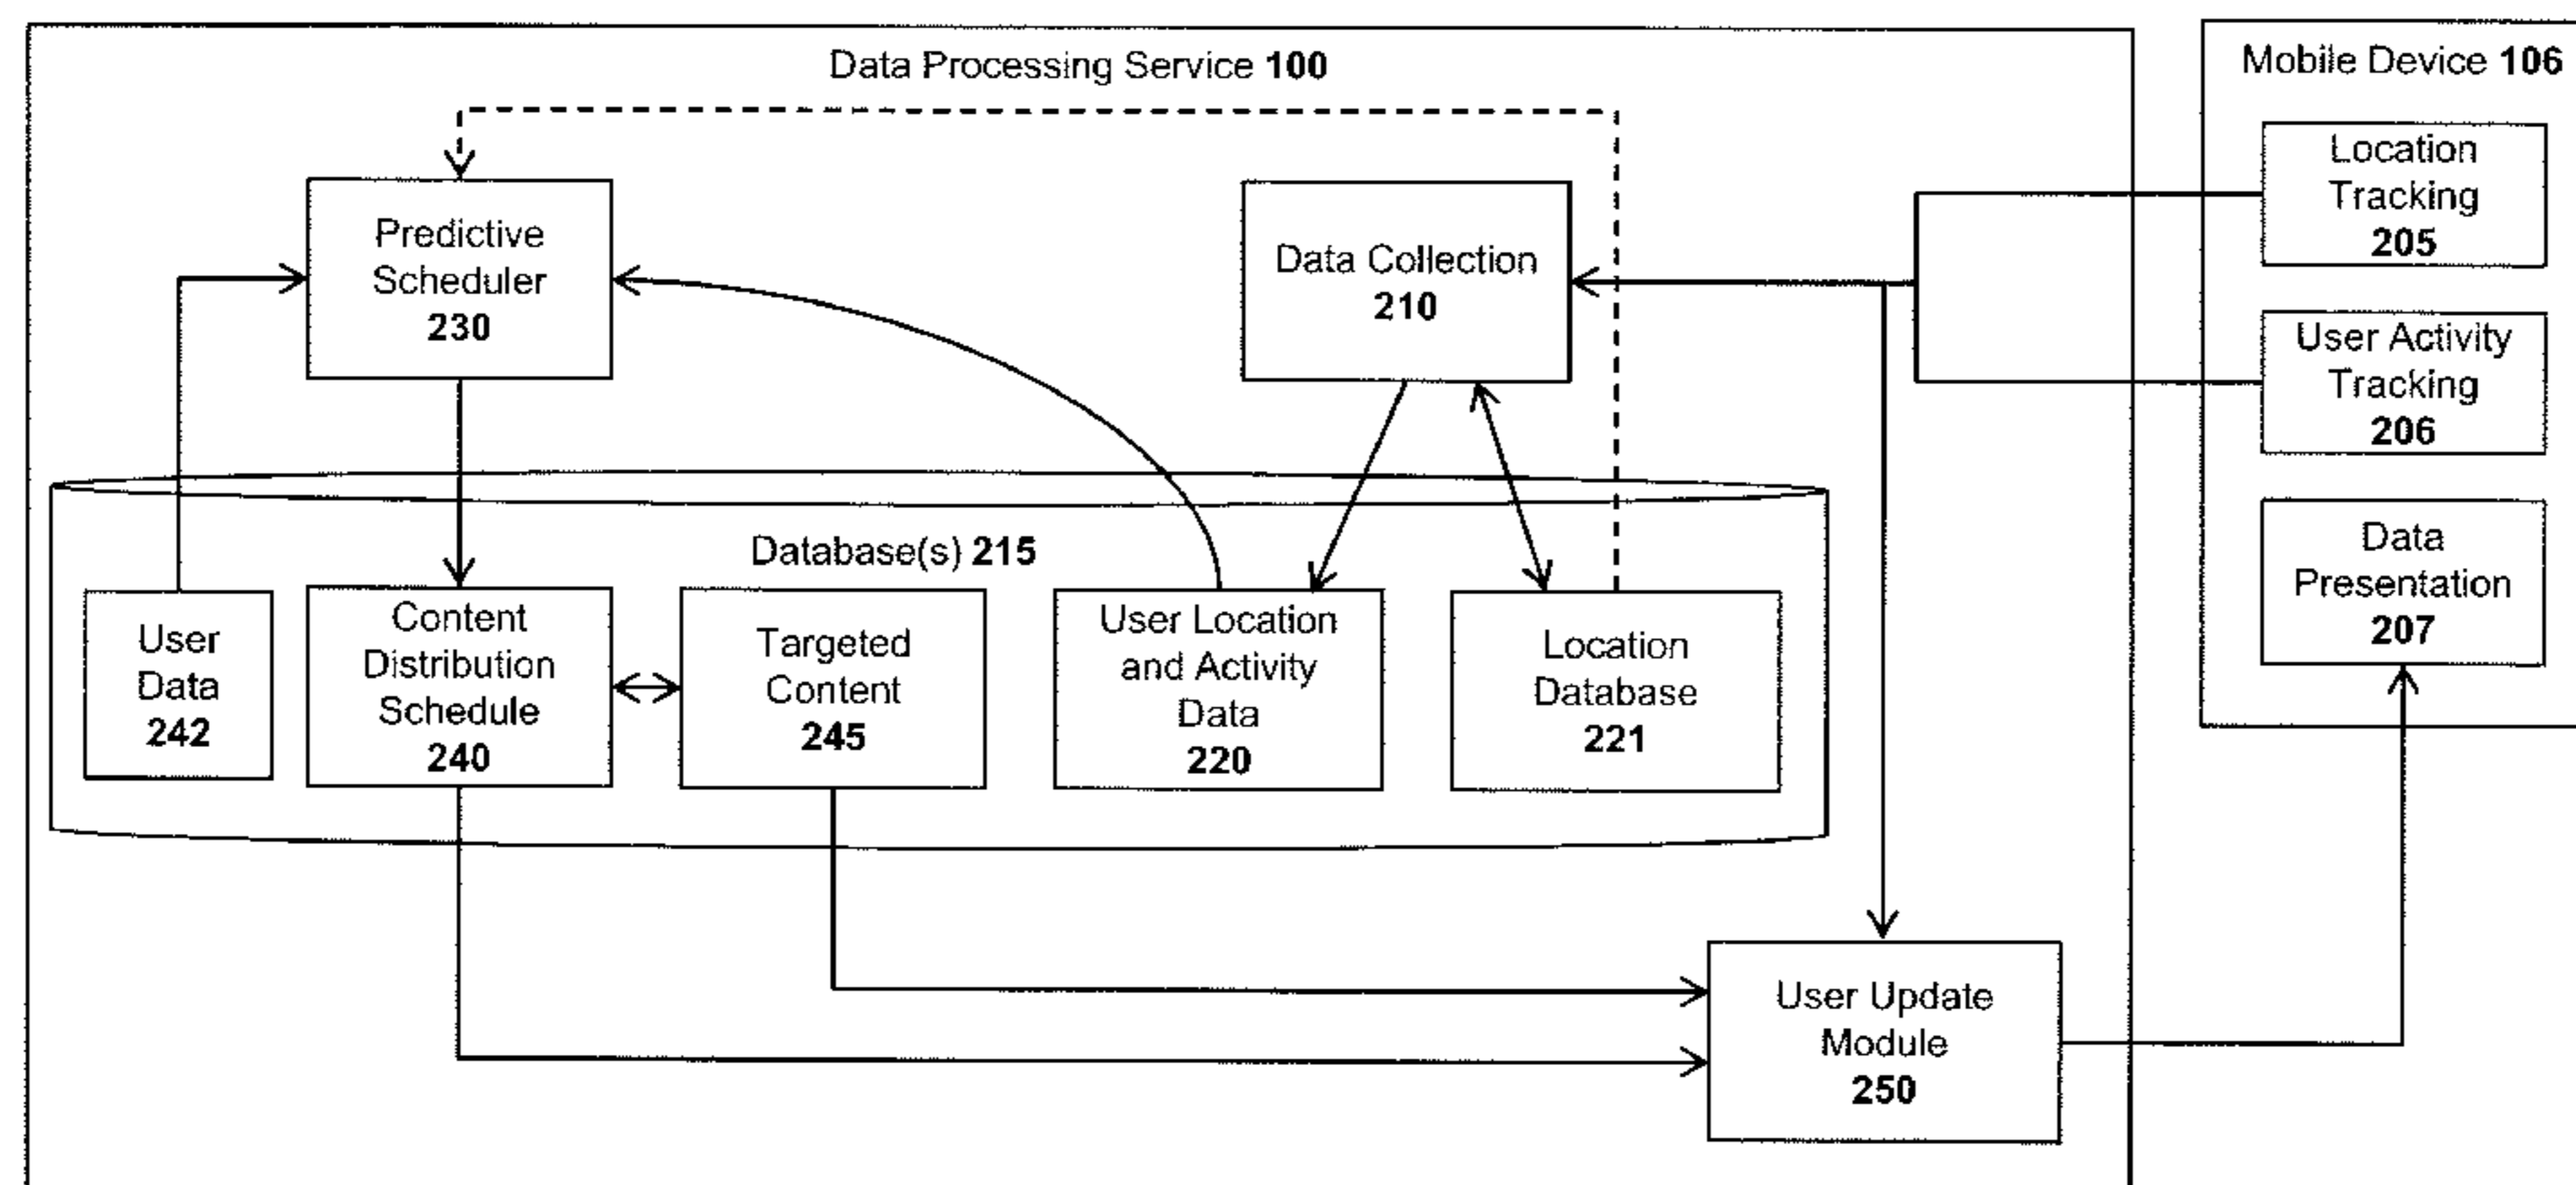 Data Processing Service 100
Mobile Device 106
Location
Tracking
205
User Activity
Tracking
206
Data
Presentation
207
Predictive
Scheduler
230
Data Collection
210
Database(s) 215
User
Data
242
Content
Distribution
Schedule
240
Targeted
Content
245
User Location
and Activity
Data
220
Location
Database
221
User Update
Module
250